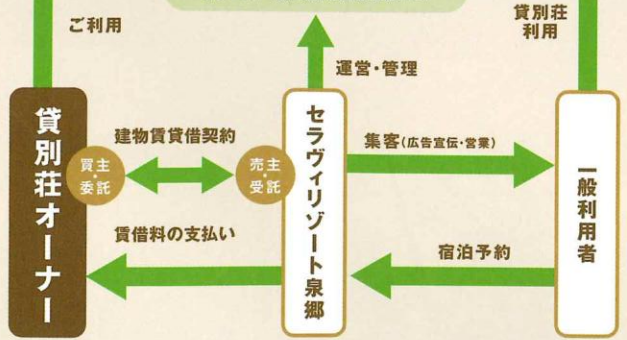 ご利用
貸別荘
利用
運営・管理
貸別荘オーナー
建物賃貸借契約
買主・委託
売主・受託
セラヴィリゾート泉郷
集客(広告宣伝・営業)
一般利用者
賃借料の支払い
宿泊予約